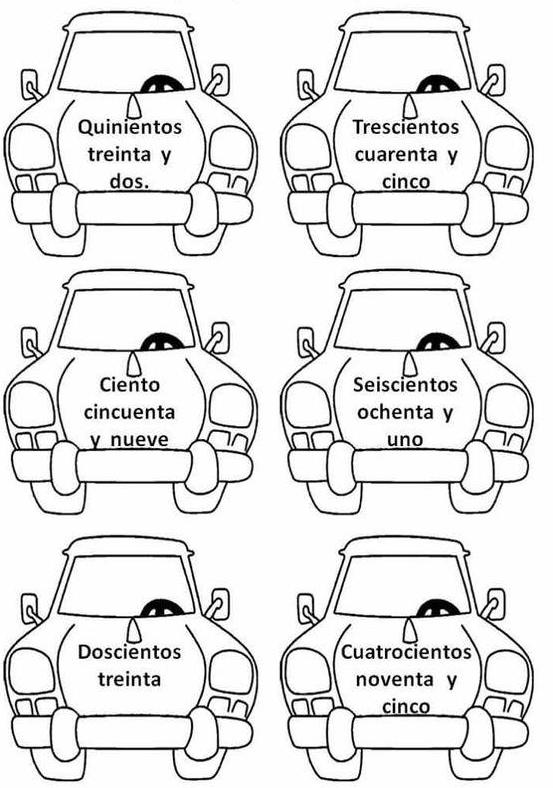 Quinientos
treinta y
dos.
Trescientos
cuarenta y
cinco
Ciento
cincuenta
y nueve
Seiscientos
ochenta y
uno
Doscientos
treinta
Cuatrocientos
noventa y
cinco